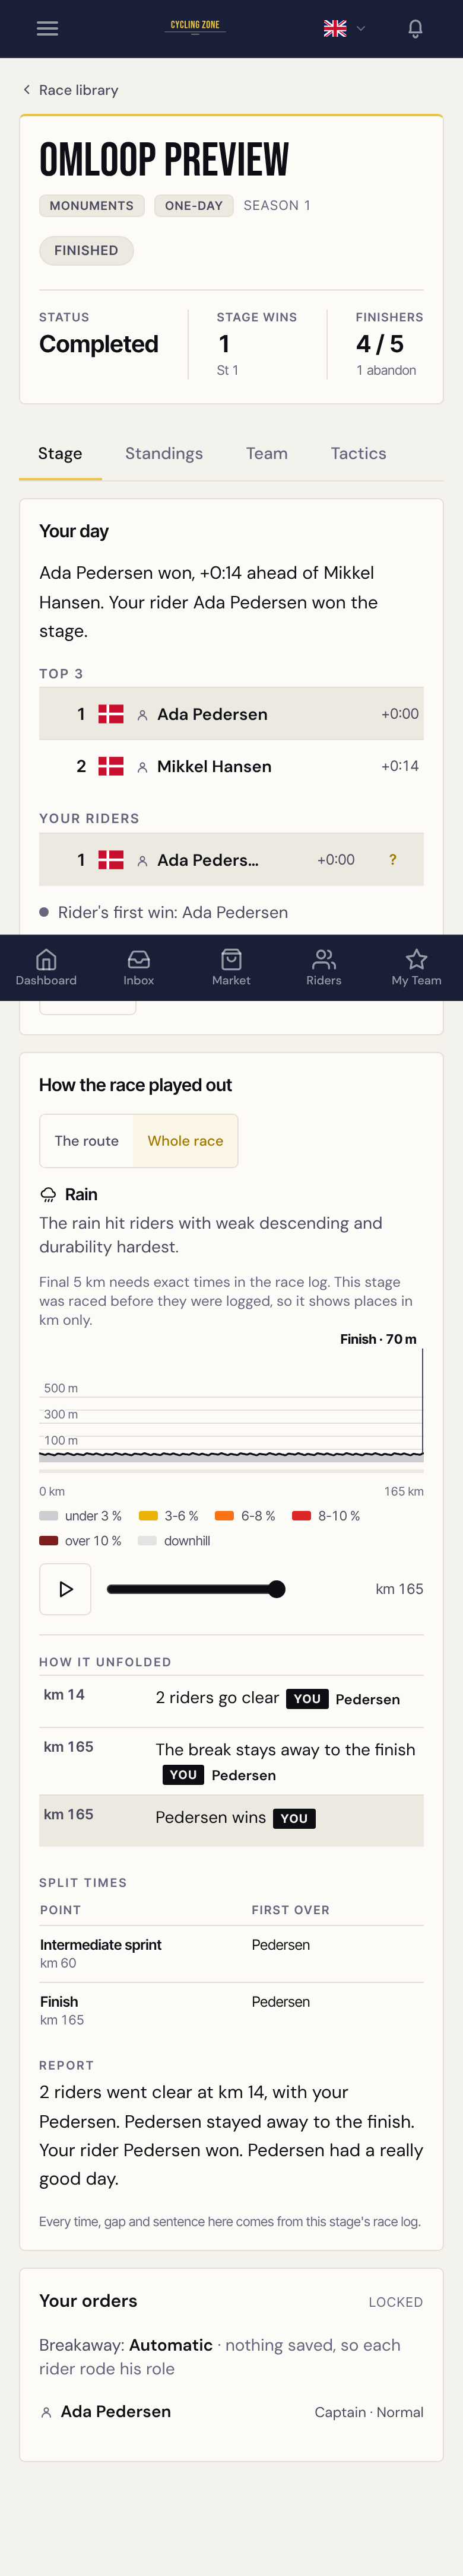 CYCLING ZONE
Race library
OMLOOP PREVIEW
MONUMENTS ONE-DAY SEASON 1
FINISHED
STATUS STAGE WINS FINISHERS
Completed 1 4 / 5
St 1 1 abandon
Stage Standings Team Tactics
Your day
Ada Pedersen won, +0:14 ahead of Mikkel
Hansen. Your rider Ada Pedersen won the
stage.
TOP 3
1 Ada Pedersen +0:00
2 Mikkel Hansen +0:14
YOUR RIDERS
1 Ada Peders... +0:00 ?
Rider's first win: Ada Pedersen
Dashboard Inbox Market Riders My Team
How the race played out
The route Whole race
Rain
The rain hit riders with weak descending and
durability hardest.
Final 5 km needs exact times in the race log. This stage
was raced before they were logged, so it shows places in
km only.
Finish · 70 m
500 m
300 m
100 m
0 km 165 km
under 3 % 3-6 % 6-8 % 8-10 %
over 10 % downhill
km 165
HOW IT UNFOLDED
km 14 2 riders go clear YOU Pedersen
km 165 The break stays away to the finish
YOU Pedersen
km 165 Pedersen wins YOU
SPLIT TIMES
POINT FIRST OVER
Intermediate sprint Pedersen
km 60
Finish Pedersen
km 165
REPORT
2 riders went clear at km 14, with your
Pedersen. Pedersen stayed away to the finish.
Your rider Pedersen won. Pedersen had a really
good day.
Every time, gap and sentence here comes from this stage's race log.
Your orders LOCKED
Breakaway: Automatic · nothing saved, so each
rider rode his role
Ada Pedersen Captain · Normal